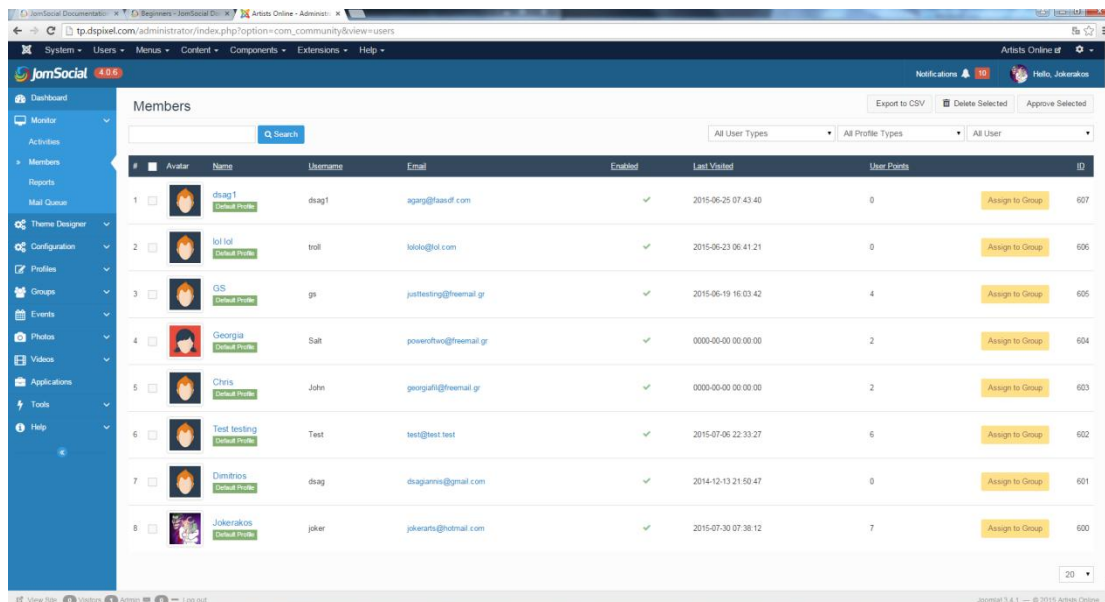 JomSocial Documentation × Beginners - JomSocial Do × Artists Online - Administr ×
tp.dspixel.com/administrator/index.php?option=com_community&view=users
System Users Menus Content Components Extensions Help Artists Online
JomSocial 4.0.6 Notifications 10 Hello, Jokerakos
Dashboard
Monitor
Activities
» Members
Reports
Mail Queue
Theme Designer
Configuration
Profiles
Groups
Events
Photos
Videos
Applications
Tools
Help
«
Members Export to CSV Delete Selected Approve Selected
Search All User Types All Profile Types All User
# Avatar Name Username Email Enabled Last Visited User Points ID
1 dsag1 dsag1 agarg@faasdf.com 2015-06-25 07:43:40 0 Assign to Group 607
Default Profile
2 lol lol troll lololo@lol.com 2015-06-23 06:41:21 0 Assign to Group 606
Default Profile
3 GS gs justtesting@freemail.gr 2015-06-19 16:03:42 4 Assign to Group 605
Default Profile
4 Georgia Salt poweroftwo@freemail.gr 0000-00-00 00:00:00 2 Assign to Group 604
Default Profile
5 Chris John georgiafil@freemail.gr 0000-00-00 00:00:00 2 Assign to Group 603
Default Profile
6 Test testing Test test@test.test 2015-07-06 22:33:27 6 Assign to Group 602
Default Profile
7 Dimitrios dsag dsagiannis@gmail.com 2014-12-13 21:50:47 0 Assign to Group 601
Default Profile
8 Jokerakos joker jokerarts@hotmail.com 2015-07-30 07:38:12 7 Assign to Group 600
Default Profile
20
View Site 0 Visitors 1 Admin 0 Log out Joomla! 3.4.1 — © 2015 Artists Online